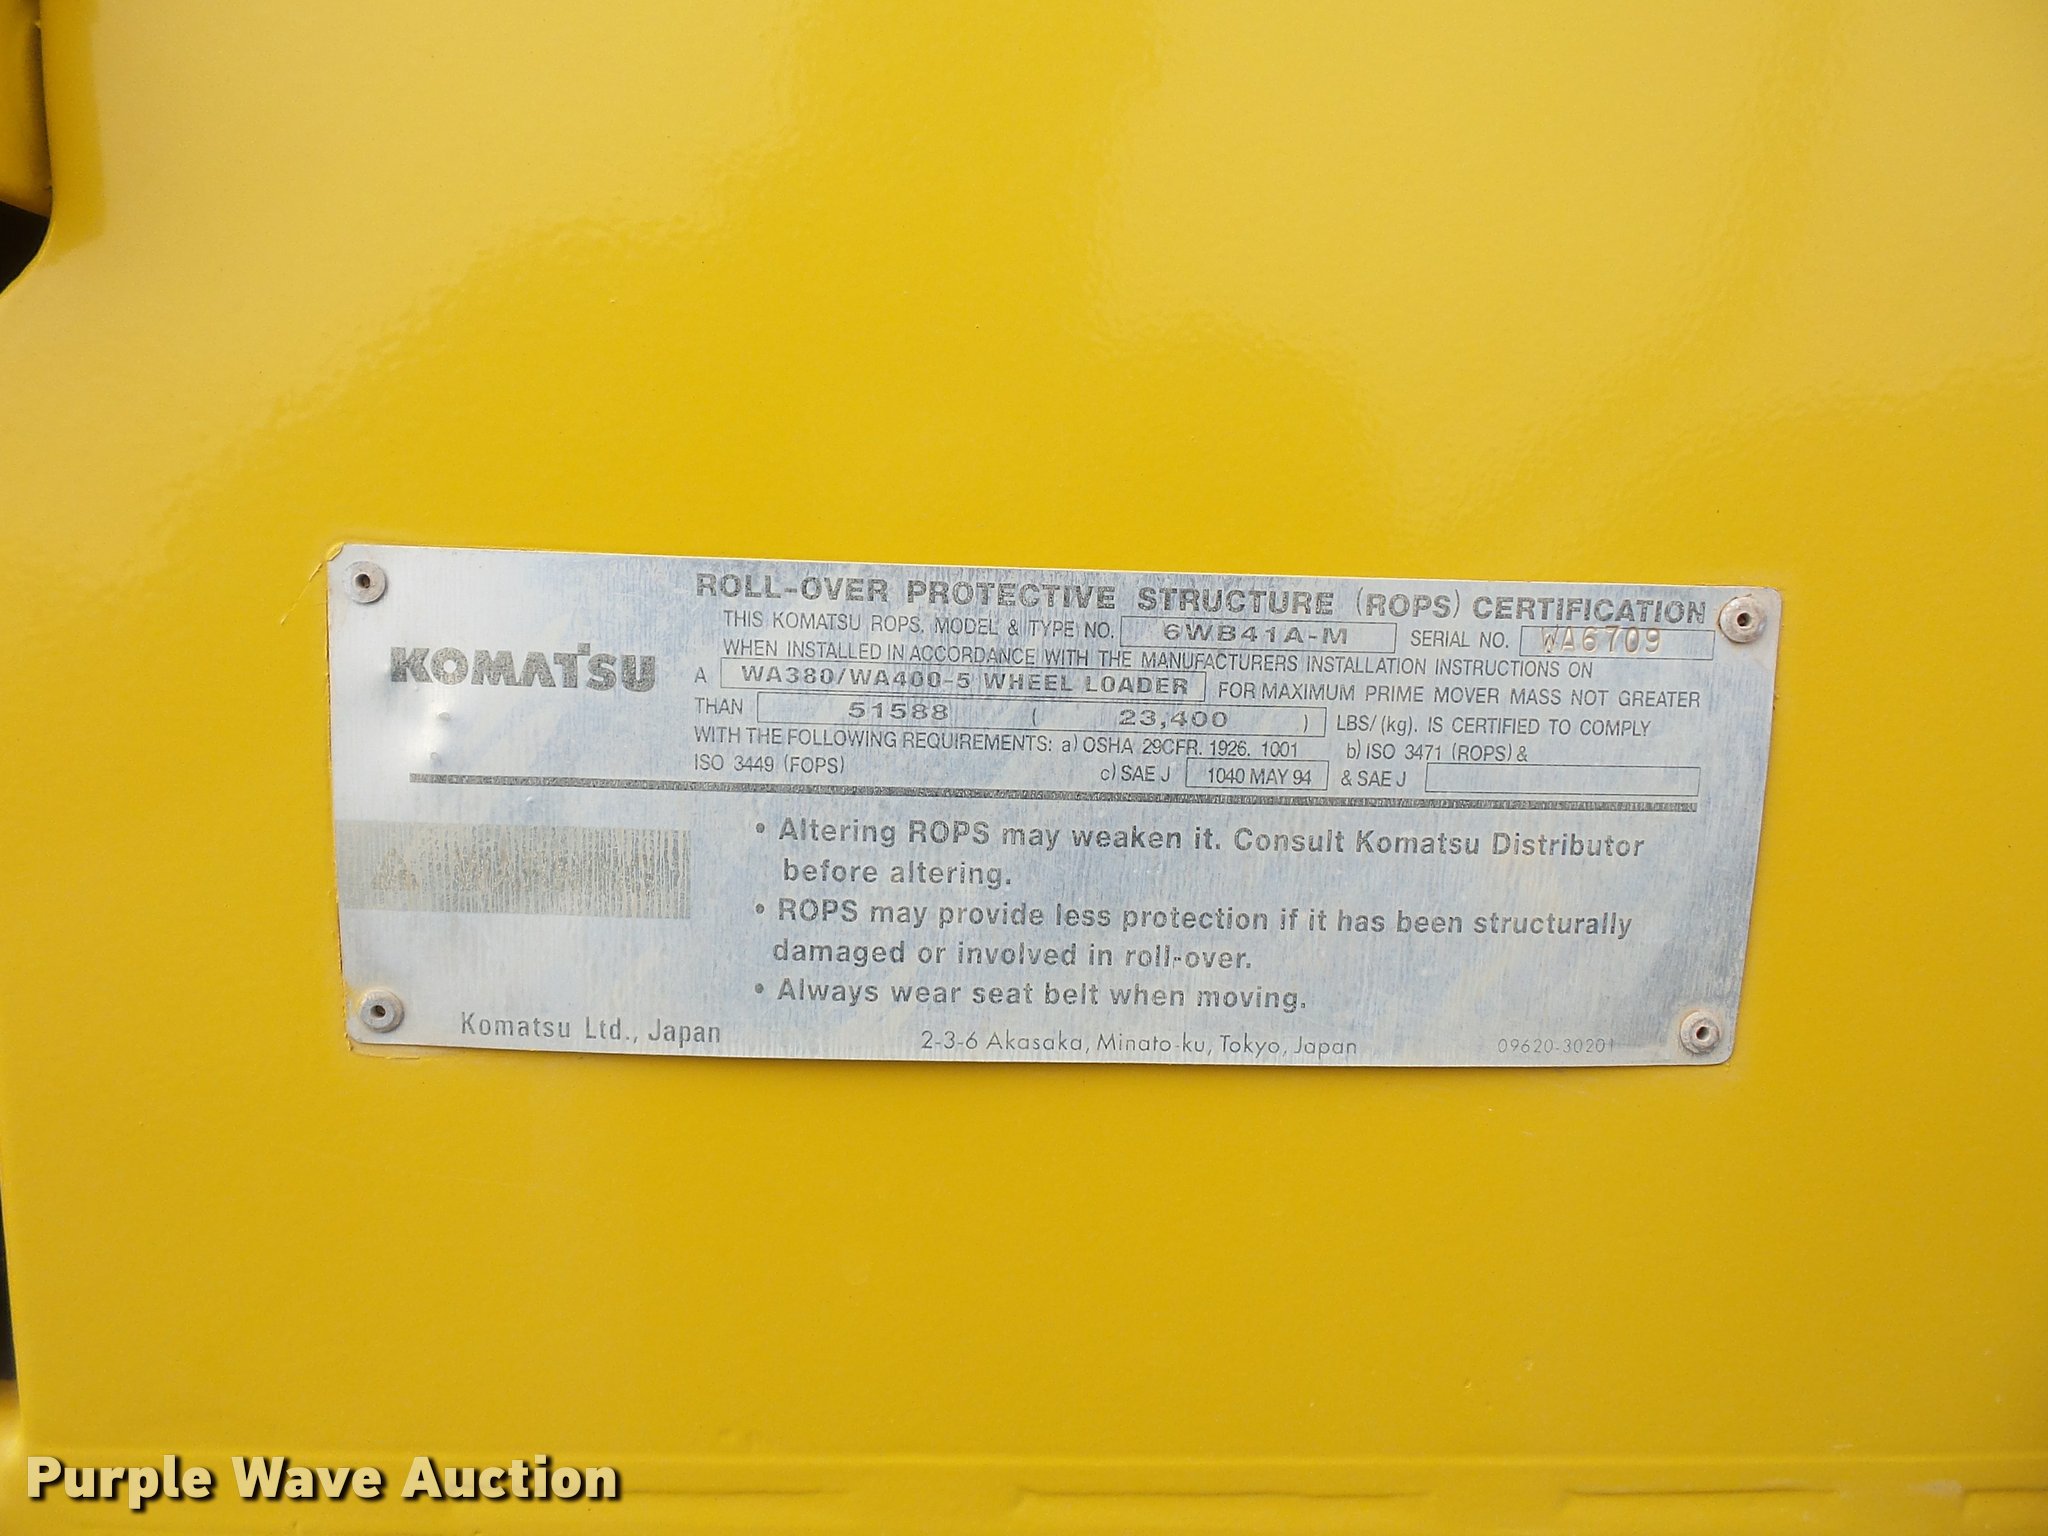 KOMATSU
ROLL-OVER PROTECTIVE STRUCTURE (ROPS) CERTIFICATION
THIS KOMATSU ROPS. MODEL & TYPE NO. 6WB41A-M SERIAL NO. WA6709
WHEN INSTALLED IN ACCORDANCE WITH THE MANUFACTURERS INSTALLATION INSTRUCTIONS ON
A WA380/WA400-5 WHEEL LOADER FOR MAXIMUM PRIME MOVER MASS NOT GREATER
THAN 51588 ( 23,400 ) LBS/(kg). IS CERTIFIED TO COMPLY
WITH THE FOLLOWING REQUIREMENTS: a) OSHA 29CFR. 1926. 1001 b) ISO 3471 (ROPS) &
ISO 3449 (FOPS) c) SAE J 1040 MAY 94 & SAE J
• Altering ROPS may weaken it. Consult Komatsu Distributor
before altering.
• ROPS may provide less protection if it has been structurally
damaged or involved in roll-over.
• Always wear seat belt when moving.
Komatsu Ltd., Japan
2-3-6 Akasaka, Minato-ku, Tokyo, Japan
09620-30201
Purple Wave Auction